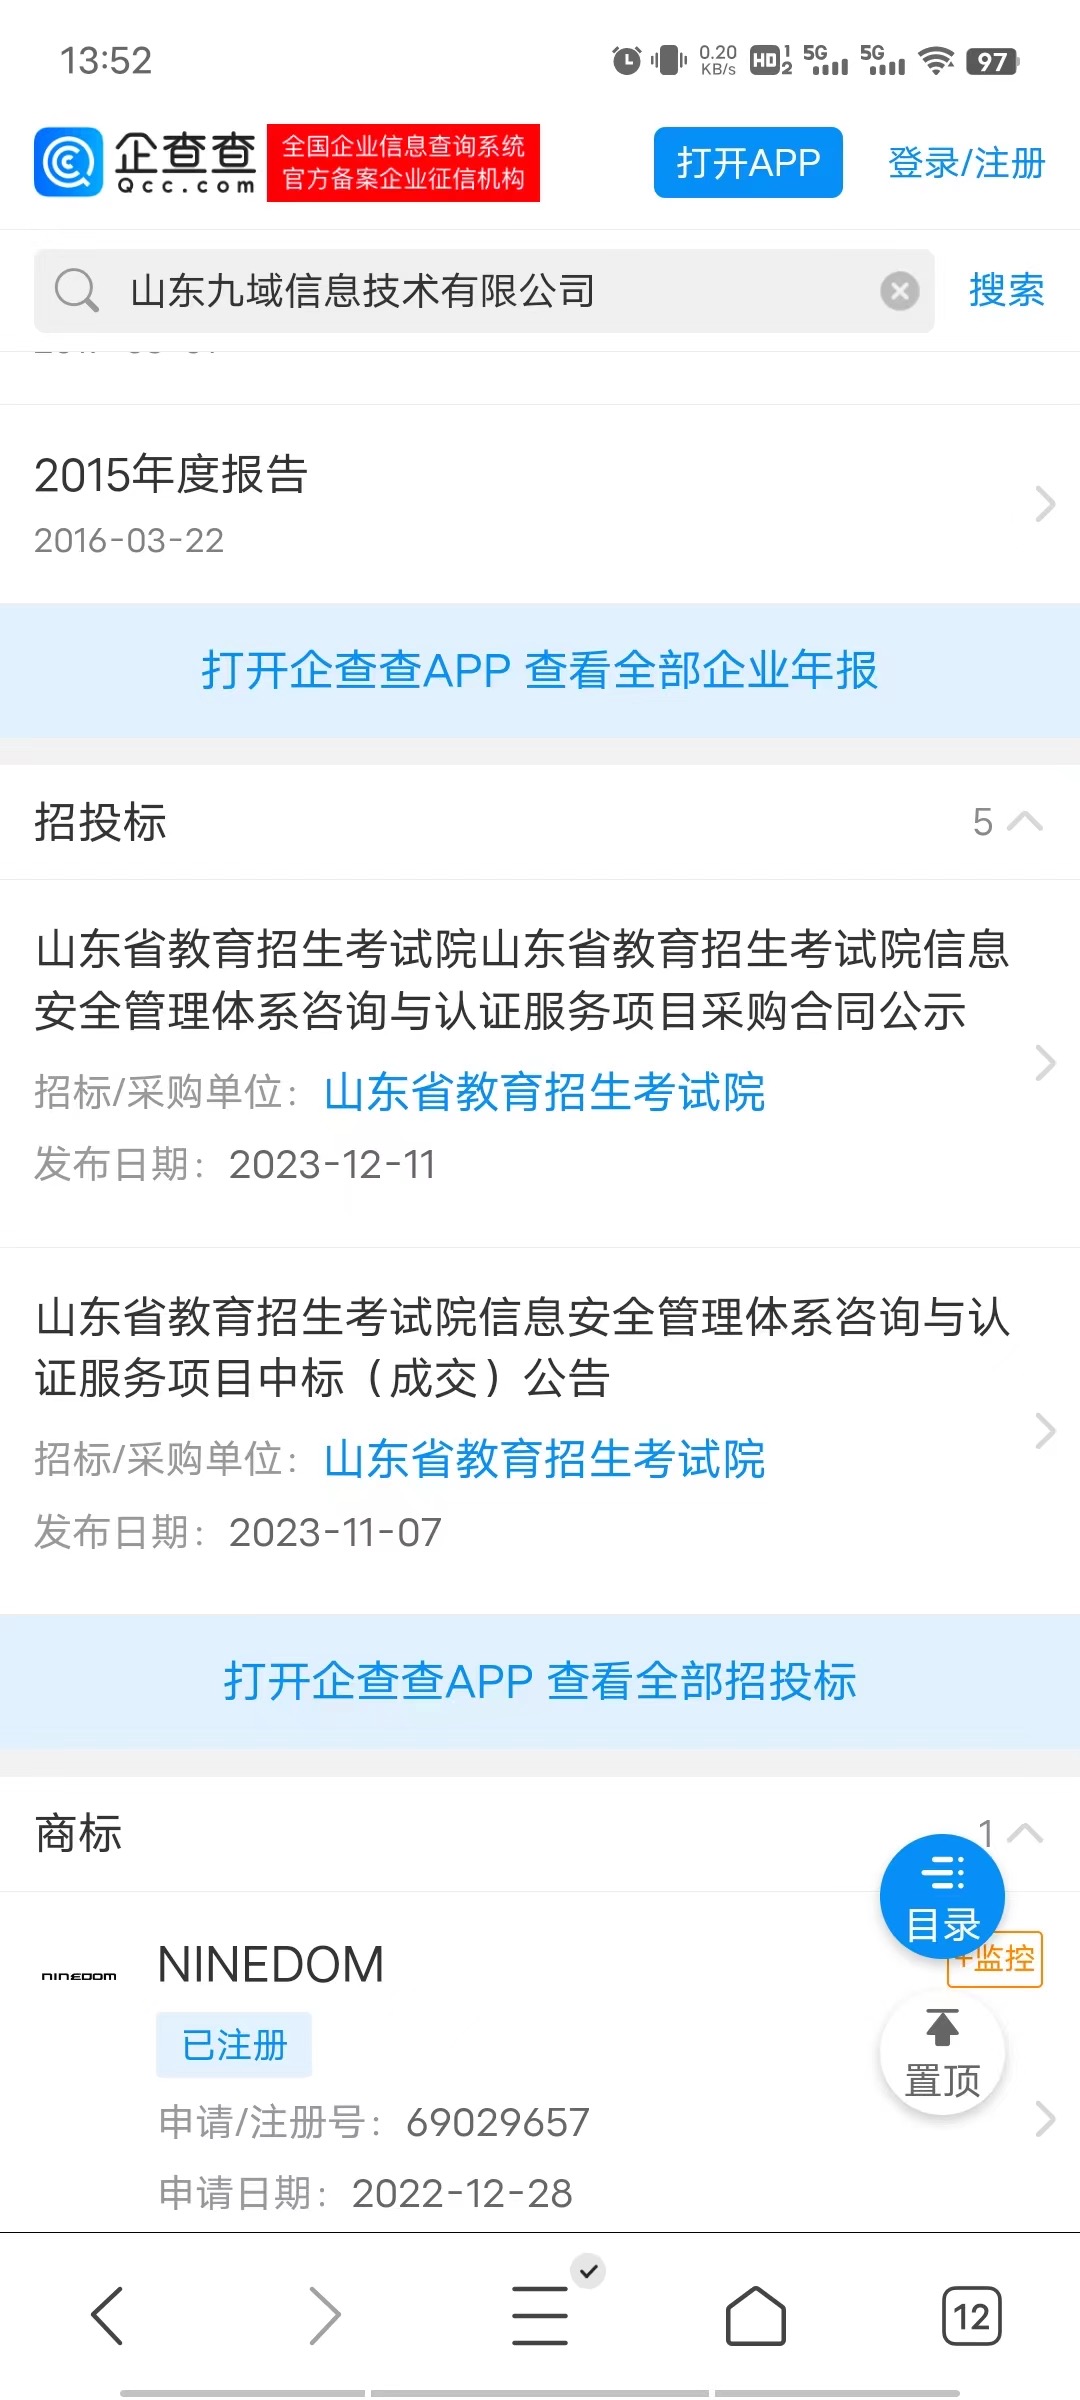 13:52
0.20 KB/s HD 1 2 5G 5G 97
企查查 Qcc.com
全国企业信息查询系统
官方备案企业征信机构
打开APP
登录/注册
山东九域信息技术有限公司
搜索
2015年度报告
2016-03-22
打开企查查APP 查看全部企业年报
招投标
5
山东省教育招生考试院山东省教育招生考试院信息
安全管理体系咨询与认证服务项目采购合同公示
招标/采购单位：山东省教育招生考试院
发布日期：2023-12-11
山东省教育招生考试院信息安全管理体系咨询与认
证服务项目中标（成交）公告
招标/采购单位：山东省教育招生考试院
发布日期：2023-11-07
打开企查查APP 查看全部招投标
商标
1
目录
NINEDOM
NINEDOM
+监控
已注册
置顶
申请/注册号：69029657
申请日期：2022-12-28
12